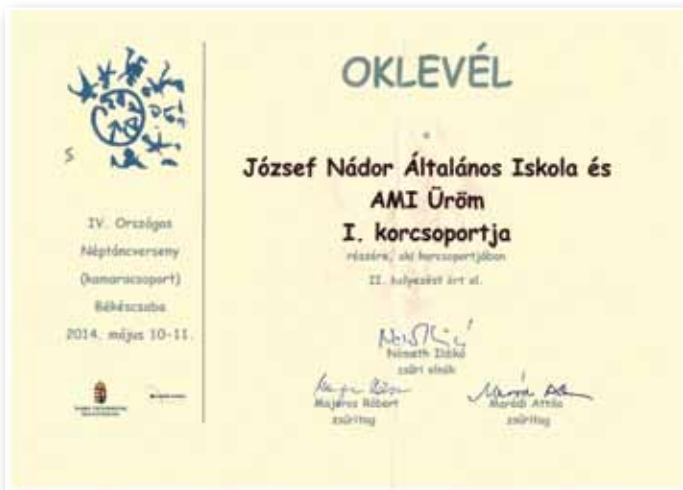 OKLEVÉL
József Nádor Általános Iskola és
AMI Üröm
I. korcsoportja
részére, aki korcsoportjában
II. helyezést ért el.
IV. Országos
Néptáncverseny
(kamaracsoport)
Békéscsaba
2014. május 10-11.
Németh Ildikó
zsűri elnök
Majoros Róbert
zsűritag
Maródi Attila
zsűritag